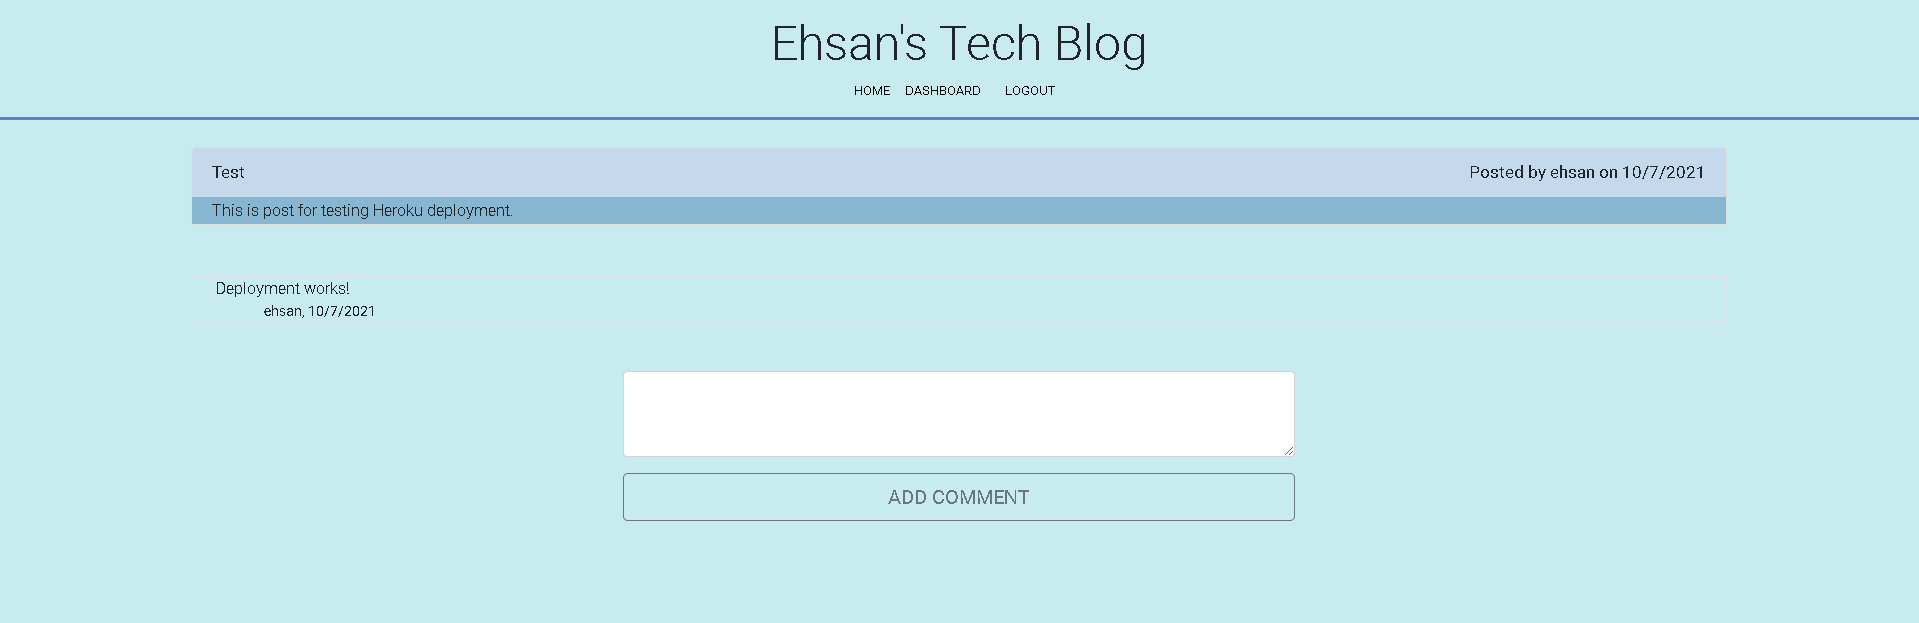 Ehsan's Tech Blog
HOME DASHBOARD LOGOUT
Test Posted by ehsan on 10/7/2021
This is post for testing Heroku deployment.
Deployment works!
ehsan, 10/7/2021
ADD COMMENT